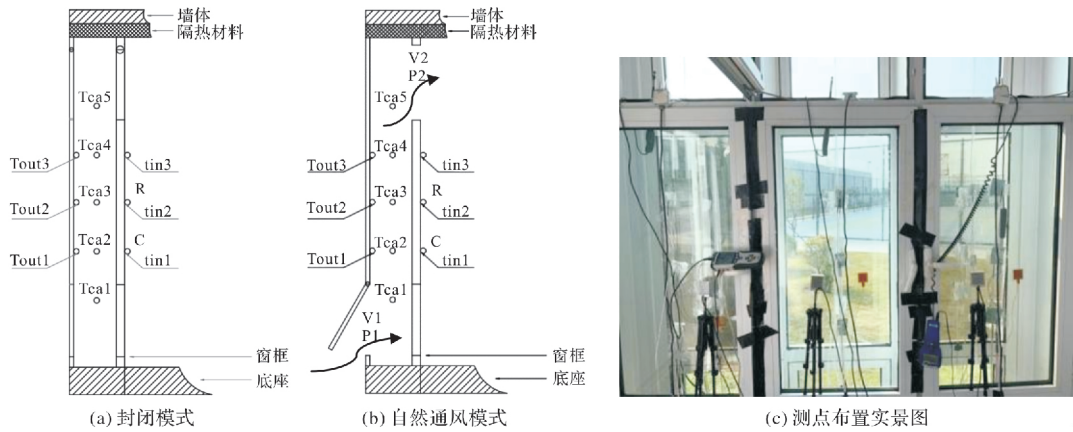 墙体
隔热材料
Tca5
Tca4
Tout3
tin3
Tca3
R
Tout2
tin2
Tca2
C
Tout1
tin1
Tca1
窗框
底座
(a) 封闭模式
墙体
隔热材料
V2
P2
Tca5
Tca4
Tout3
tin3
Tca3
R
Tout2
tin2
Tca2
C
Tout1
tin1
Tca1
V1
P1
窗框
底座
(b) 自然通风模式
(c) 测点布置实景图